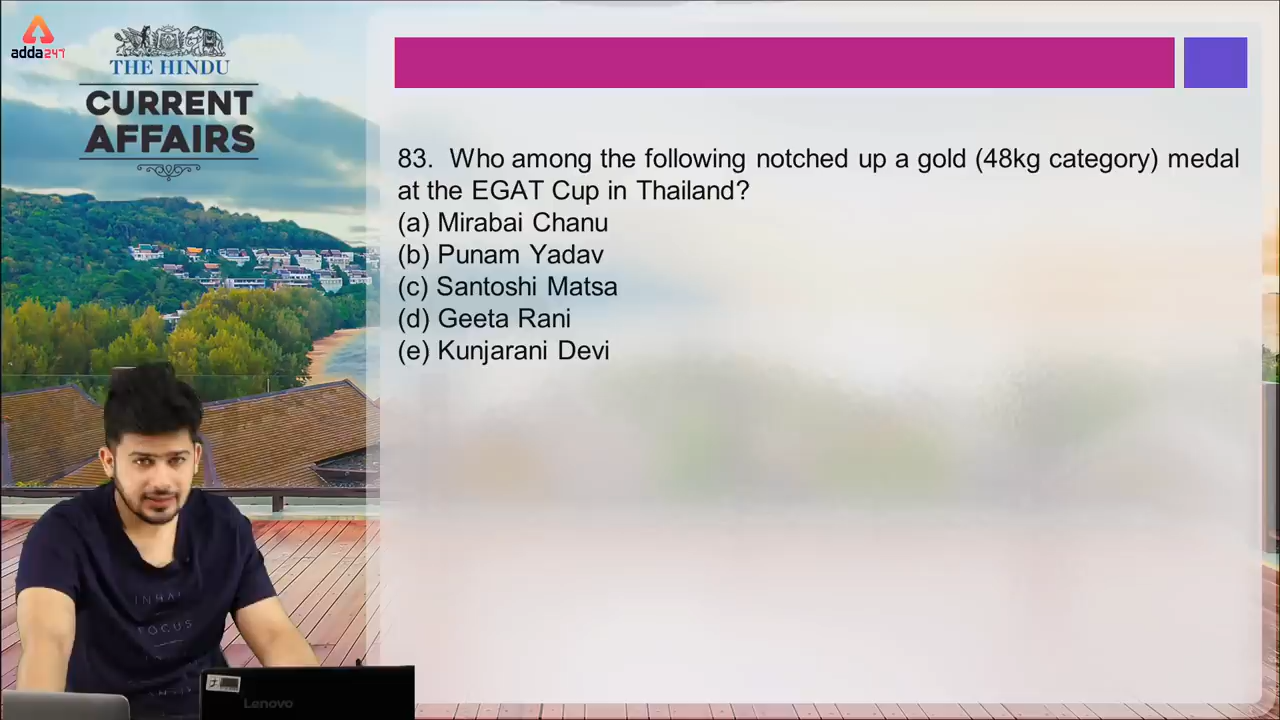 adda247
THE HINDU
CURRENT
AFFAIRS
83. Who among the following notched up a gold (48kg category) medal
at the EGAT Cup in Thailand?
(a) Mirabai Chanu
(b) Punam Yadav
(c) Santoshi Matsa
(d) Geeta Rani
(e) Kunjarani Devi
FOCUS
Lenovo